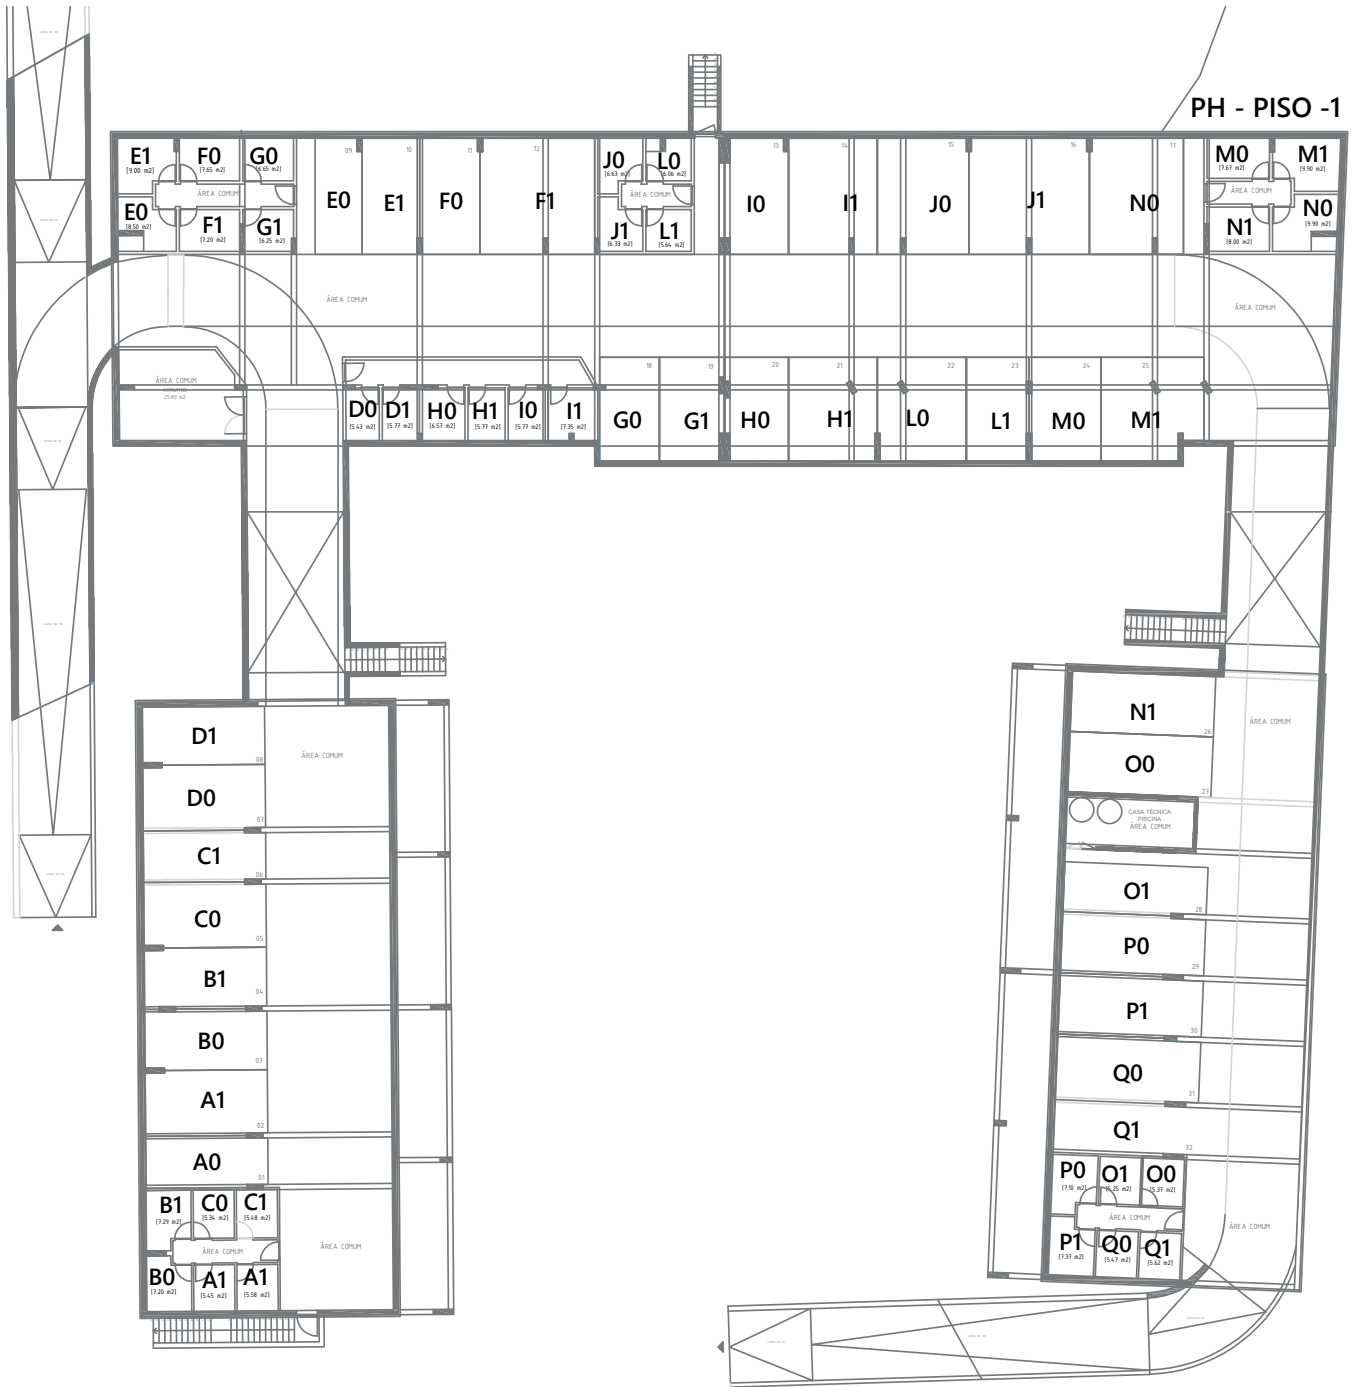 PH - PISO -1
E1
[9.00 m2]
F0
[7.65 m2]
G0
[6.65 m2]
ÁREA COMUM
E0
[8.50 m2]
F1
[7.20 m2]
G1
[6.25 m2]
09
E0
10
E1
11
F0
12
F1
J0
[6.63 m2]
L0
[6.06 m2]
ÁREA COMUM
J1
[6.33 m2]
L1
[5.64 m2]
13
I0
14
I1
15
J0
16
J1
17
N0
M0
[7.67 m2]
M1
[9.90 m2]
ÁREA COMUM
N1
[8.00 m2]
N0
[9.90 m2]
ÁREA COMUM
ÁREA COMUM
ÁREA COMUM
25.80 m2
D0
[5.43 m2]
D1
[5.77 m2]
H0
[6.57 m2]
H1
[5.77 m2]
I0
[5.77 m2]
I1
[7.35 m2]
18
G0
19
G1
20
H0
21
H1
22
L0
23
L1
24
M0
25
M1
D1
08
ÁREA COMUM
D0
07
C1
06
C0
05
B1
04
B0
03
A1
02
A0
01
B1
[7.29 m2]
C0
[5.34 m2]
C1
[5.48 m2]
ÁREA COMUM
ÁREA COMUM
B0
[7.20 m2]
A1
[5.45 m2]
A1
[5.58 m2]
N1
26
ÁREA COMUM
O0
27
CASA TÉCNICA
PISCINA
ÁREA COMUM
O1
28
P0
29
P1
30
Q0
31
Q1
32
P0
[7.10 m2]
O1
[5.25 m2]
O0
[5.37 m2]
ÁREA COMUM
ÁREA COMUM
P1
[7.37 m2]
Q0
[5.47 m2]
Q1
[5.62 m2]